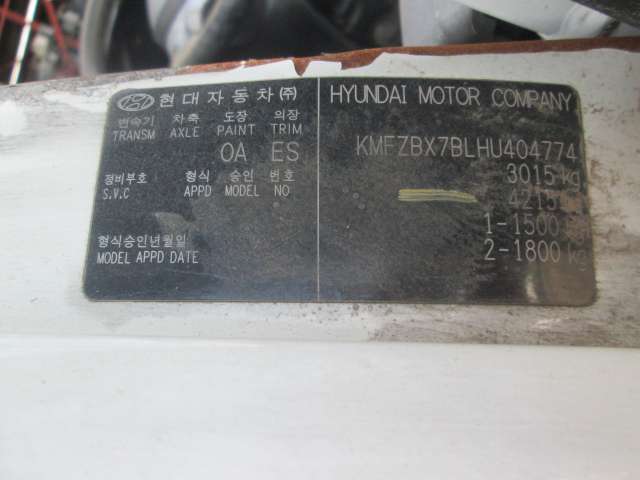 현대자동차㈜
변속기 차축 도장 의장
TRANSM AXLE PAINT TRIM
OA ES
정비부호 형식 승인 번호
S.V.C APPD MODEL NO
형식승인년월일
MODEL APPD DATE
HYUNDAI MOTOR COMPANY
KMFZBX7BLHU404774
3015 kg
1-1500
2-1800 kg